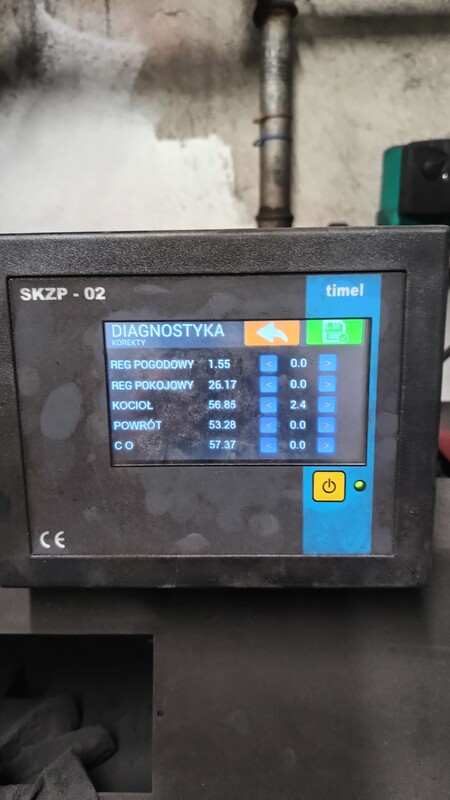 SKZP - 02 timel
DIAGNOSTYKA
KOREKTY
REG POGODOWY 1.55 < 0.0 >
REG POKOJOWY 26.17 < 0.0 >
KOCIOŁ 56.85 < 2.4 >
POWRÓT 53.28 < 0.0 >
C O 57.37 < 0.0 >
CE